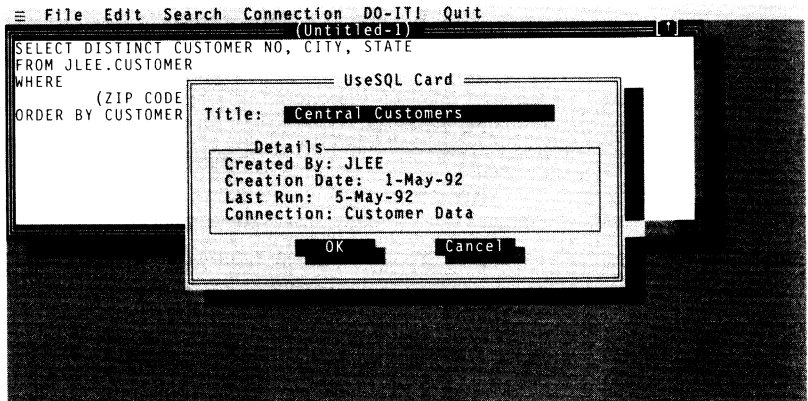 ≡ File Edit Search Connection DO-IT! Quit
(Untitled-1)
[↑]
SELECT DISTINCT CUSTOMER NO, CITY, STATE
FROM JLEE.CUSTOMER
WHERE
(ZIP CODE
ORDER BY CUSTOMER
UseSQL Card
Title: Central Customers
Details
Created By: JLEE
Creation Date: 1-May-92
Last Run: 5-May-92
Connection: Customer Data
OK Cancel